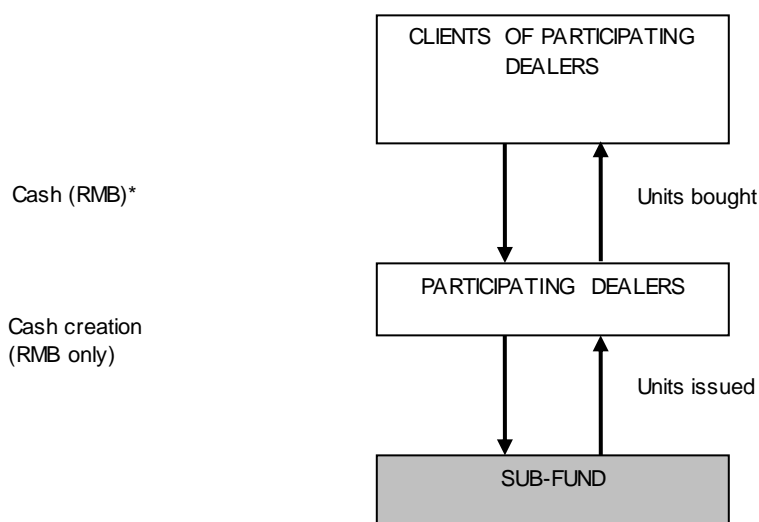 CLIENTS OF PARTICIPATING
DEALERS
Cash (RMB)*
Units bought
PARTICIPATING DEALERS
Cash creation
(RMB only)
Units issued
SUB-FUND